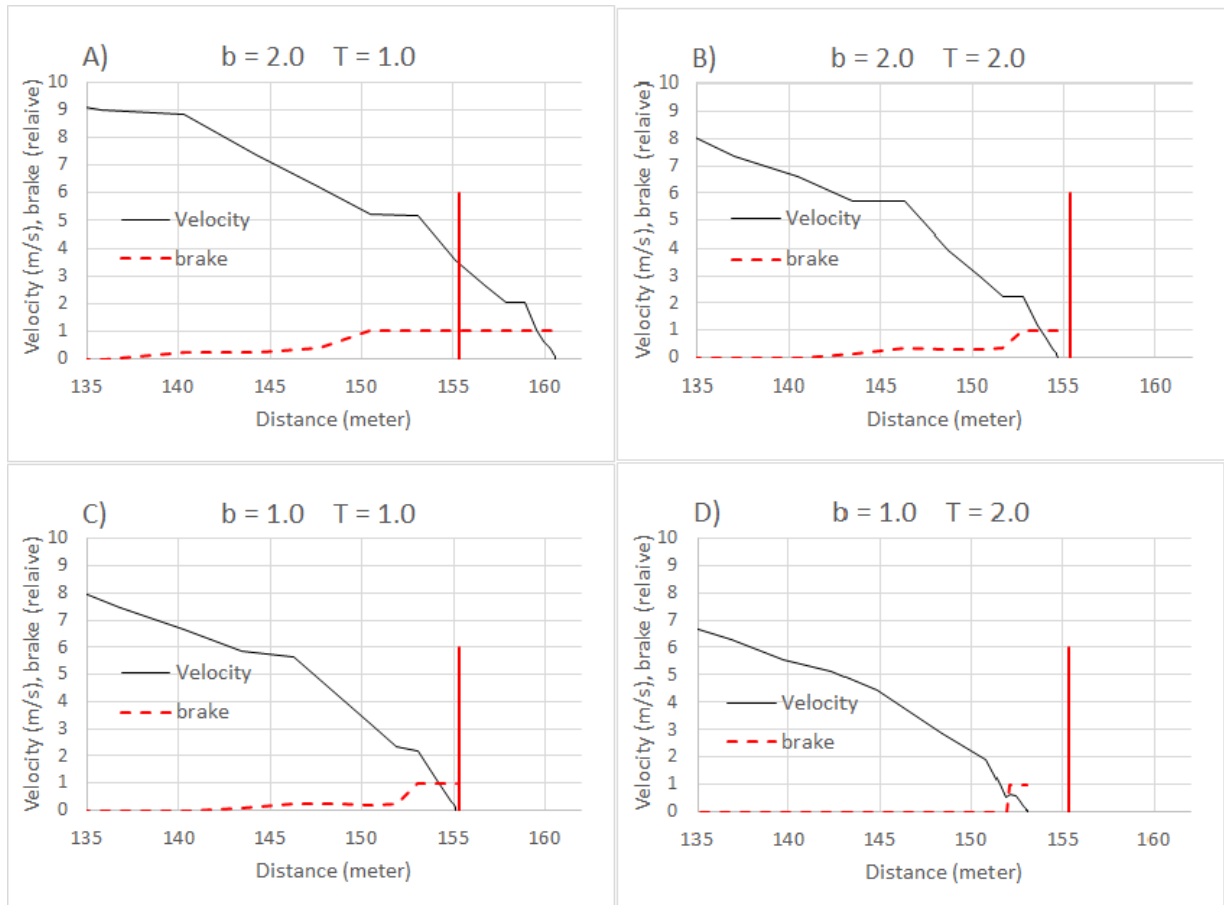 A) b = 2.0 T = 1.0
Velocity (m/s), brake (relaive)
10
9
8
7
6
5
4
3
2
1
0
Velocity
brake
135 140 145 150 155 160
Distance (meter)
B) b = 2.0 T = 2.0
Velocity (m/s), brake (relaive)
10
9
8
7
6
5
4
3
2
1
0
Velocity
brake
135 140 145 150 155 160
Distance (meter)
C) b = 1.0 T = 1.0
Velocity (m/s), brake (relaive)
10
9
8
7
6
5
4
3
2
1
0
Velocity
brake
135 140 145 150 155 160
Distance (meter)
D) b = 1.0 T = 2.0
Velocity (m/s), brake (relaive)
10
9
8
7
6
5
4
3
2
1
0
Velocity
brake
135 140 145 150 155 160
Distance (meter)